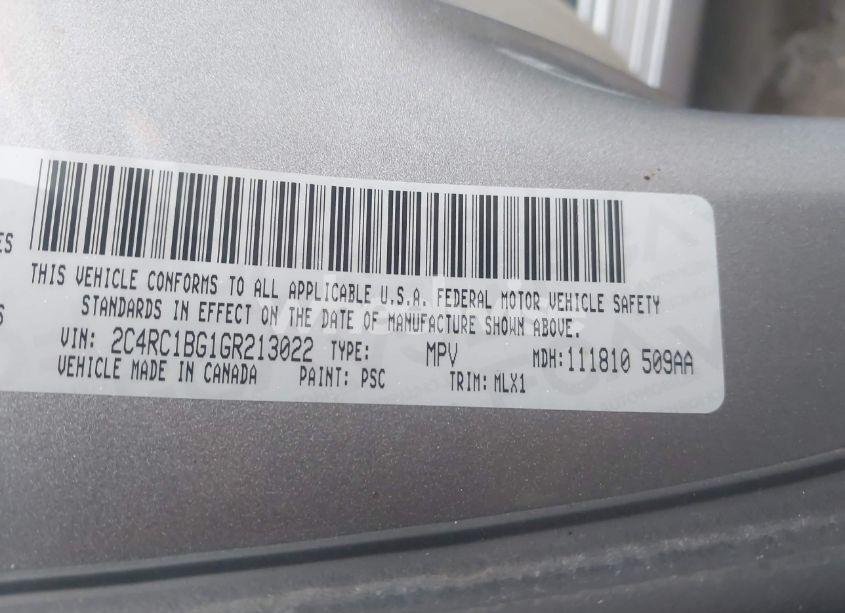 ES
THIS VEHICLE CONFORMS TO ALL APPLICABLE U.S.A. FEDERAL MOTOR VEHICLE SAFETY
S
STANDARDS IN EFFECT ON THE DATE OF MANUFACTURE SHOWN ABOVE.
VIN: 2C4RC1BG1GR213022 TYPE: MPV MDH:111810 509AA
VEHICLE MADE IN CANADA PAINT: PSC TRIM: MLX1